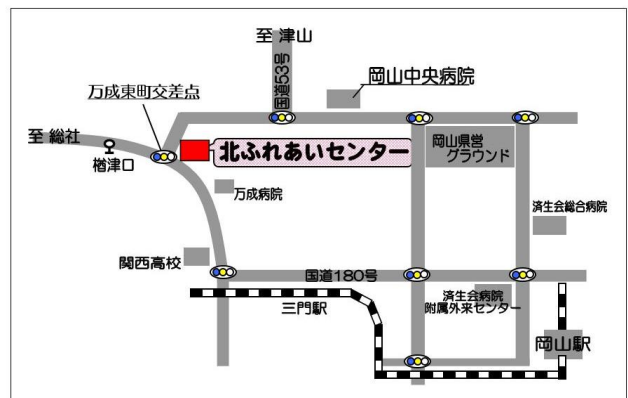 至 津山
国道53号
岡山中央病院
万成東町交差点
至 総社
楢津口
北ふれあいセンター
岡山県営
グラウンド
万成病院
済生会総合病院
関西高校
国道180号
三門駅
済生会病院
附属外来センター
岡山駅